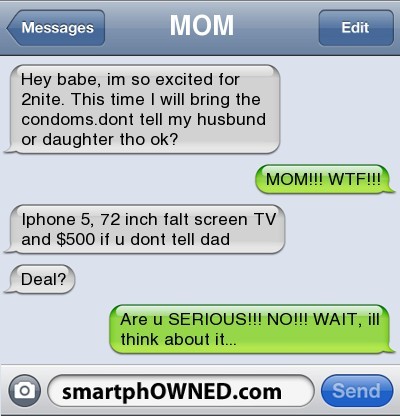 Messages
MOM
Edit
Hey babe, im so excited for
2nite. This time I will bring the
condoms.dont tell my husbund
or daughter tho ok?
MOM!!! WTF!!!
Iphone 5, 72 inch falt screen TV
and $500 if u dont tell dad
Deal?
Are u SERIOUS!!! NO!!! WAIT, ill
think about it...
smartphOWNED.com
Send